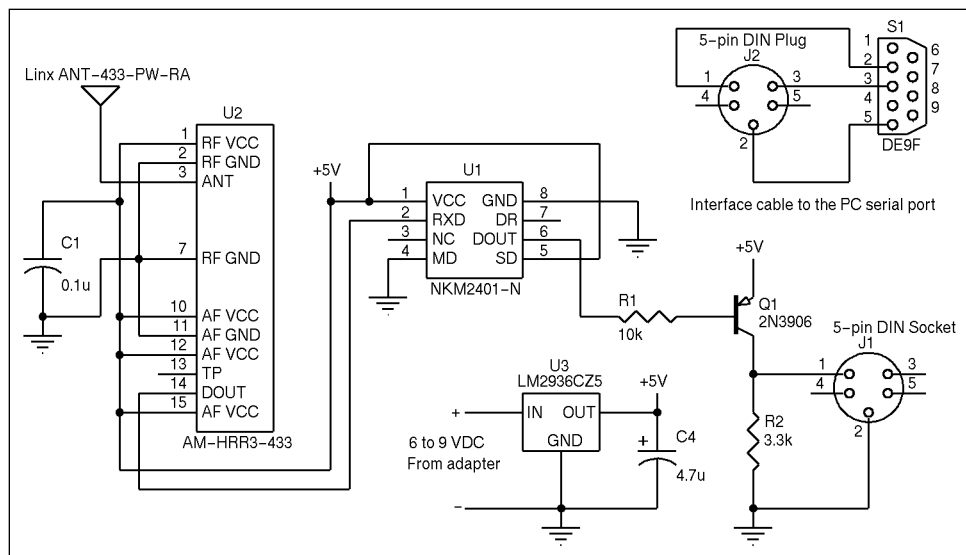 Linx ANT-433-PW-RA
U2
1 RF VCC
2 RF GND
3 ANT
7 RF GND
10 AF VCC
11 AF GND
12 AF VCC
13 TP
14 DOUT
15 AF VCC
AM-HRR3-433
C1
0.1u
+5V
U1
1 VCC GND 8
2 RXD DR 7
3 NC DOUT 6
4 MD SD 5
NKM2401-N
5-pin DIN Plug
J2
1 3
4 5
2
S1
1 6
2 7
3 8
4 9
5
DE9F
Interface cable to the PC serial port
R1
10k
+5V
Q1
2N3906
5-pin DIN Socket
J1
1 3
4 5
2
R2
3.3k
U3
LM2936CZ5
IN OUT
GND
+
6 to 9 VDC
From adapter
-
+5V
+
C4
4.7u